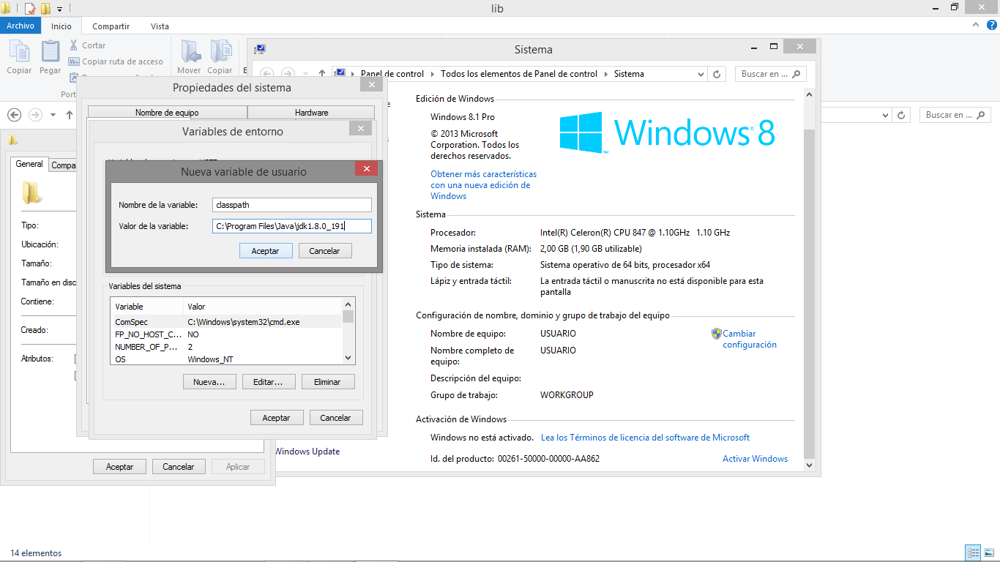 lib
Archivo
Inicio
Compartir
Vista
Copiar
Pegar
Cortar
Copiar ruta de acceso
Mover
Copiar
Sistema
Panel de control
Todos los elementos de Panel de control
Sistema
Buscar en ...
Buscar en ...
Propiedades del sistema
Nombre de equipo
Hardware
Variables de entorno
Nueva variable de usuario
Nombre de la variable:
classpath
Valor de la variable:
C:\Program Files\Java\jdk1.8.0_191
Aceptar
Cancelar
Variables del sistema
Variable
Valor
ComSpec
C:\Windows\system32\cmd.exe
FP_NO_HOST_C...
NO
NUMBER_OF_P...
2
OS
Windows_NT
Nueva...
Editar...
Eliminar
Aceptar
Cancelar
General
Compa
Tipo:
Ubicación:
Tamaño:
Tamaño en disc
Contiene:
Creado:
Atributos:
Aceptar
Cancelar
Aplicar
Edición de Windows
Windows 8.1 Pro
© 2013 Microsoft
Corporation. Todos los
derechos reservados.
Obtener más características
con una nueva edición de
Windows
Windows 8
Sistema
Procesador:
Intel(R) Celeron(R) CPU 847 @ 1.10GHz 1.10 GHz
Memoria instalada (RAM):
2,00 GB (1,90 GB utilizable)
Tipo de sistema:
Sistema operativo de 64 bits, procesador x64
Lápiz y entrada táctil:
La entrada táctil o manuscrita no está disponible para esta
pantalla
Configuración de nombre, dominio y grupo de trabajo del equipo
Nombre de equipo:
USUARIO
Cambiar
configuración
Nombre completo de
equipo:
USUARIO
Descripción del equipo:
Grupo de trabajo:
WORKGROUP
Activación de Windows
Windows no está activado.
Lea los Términos de licencia del software de Microsoft
Id. del producto: 00261-50000-00000-AA862
Activar Windows
Windows Update
14 elementos